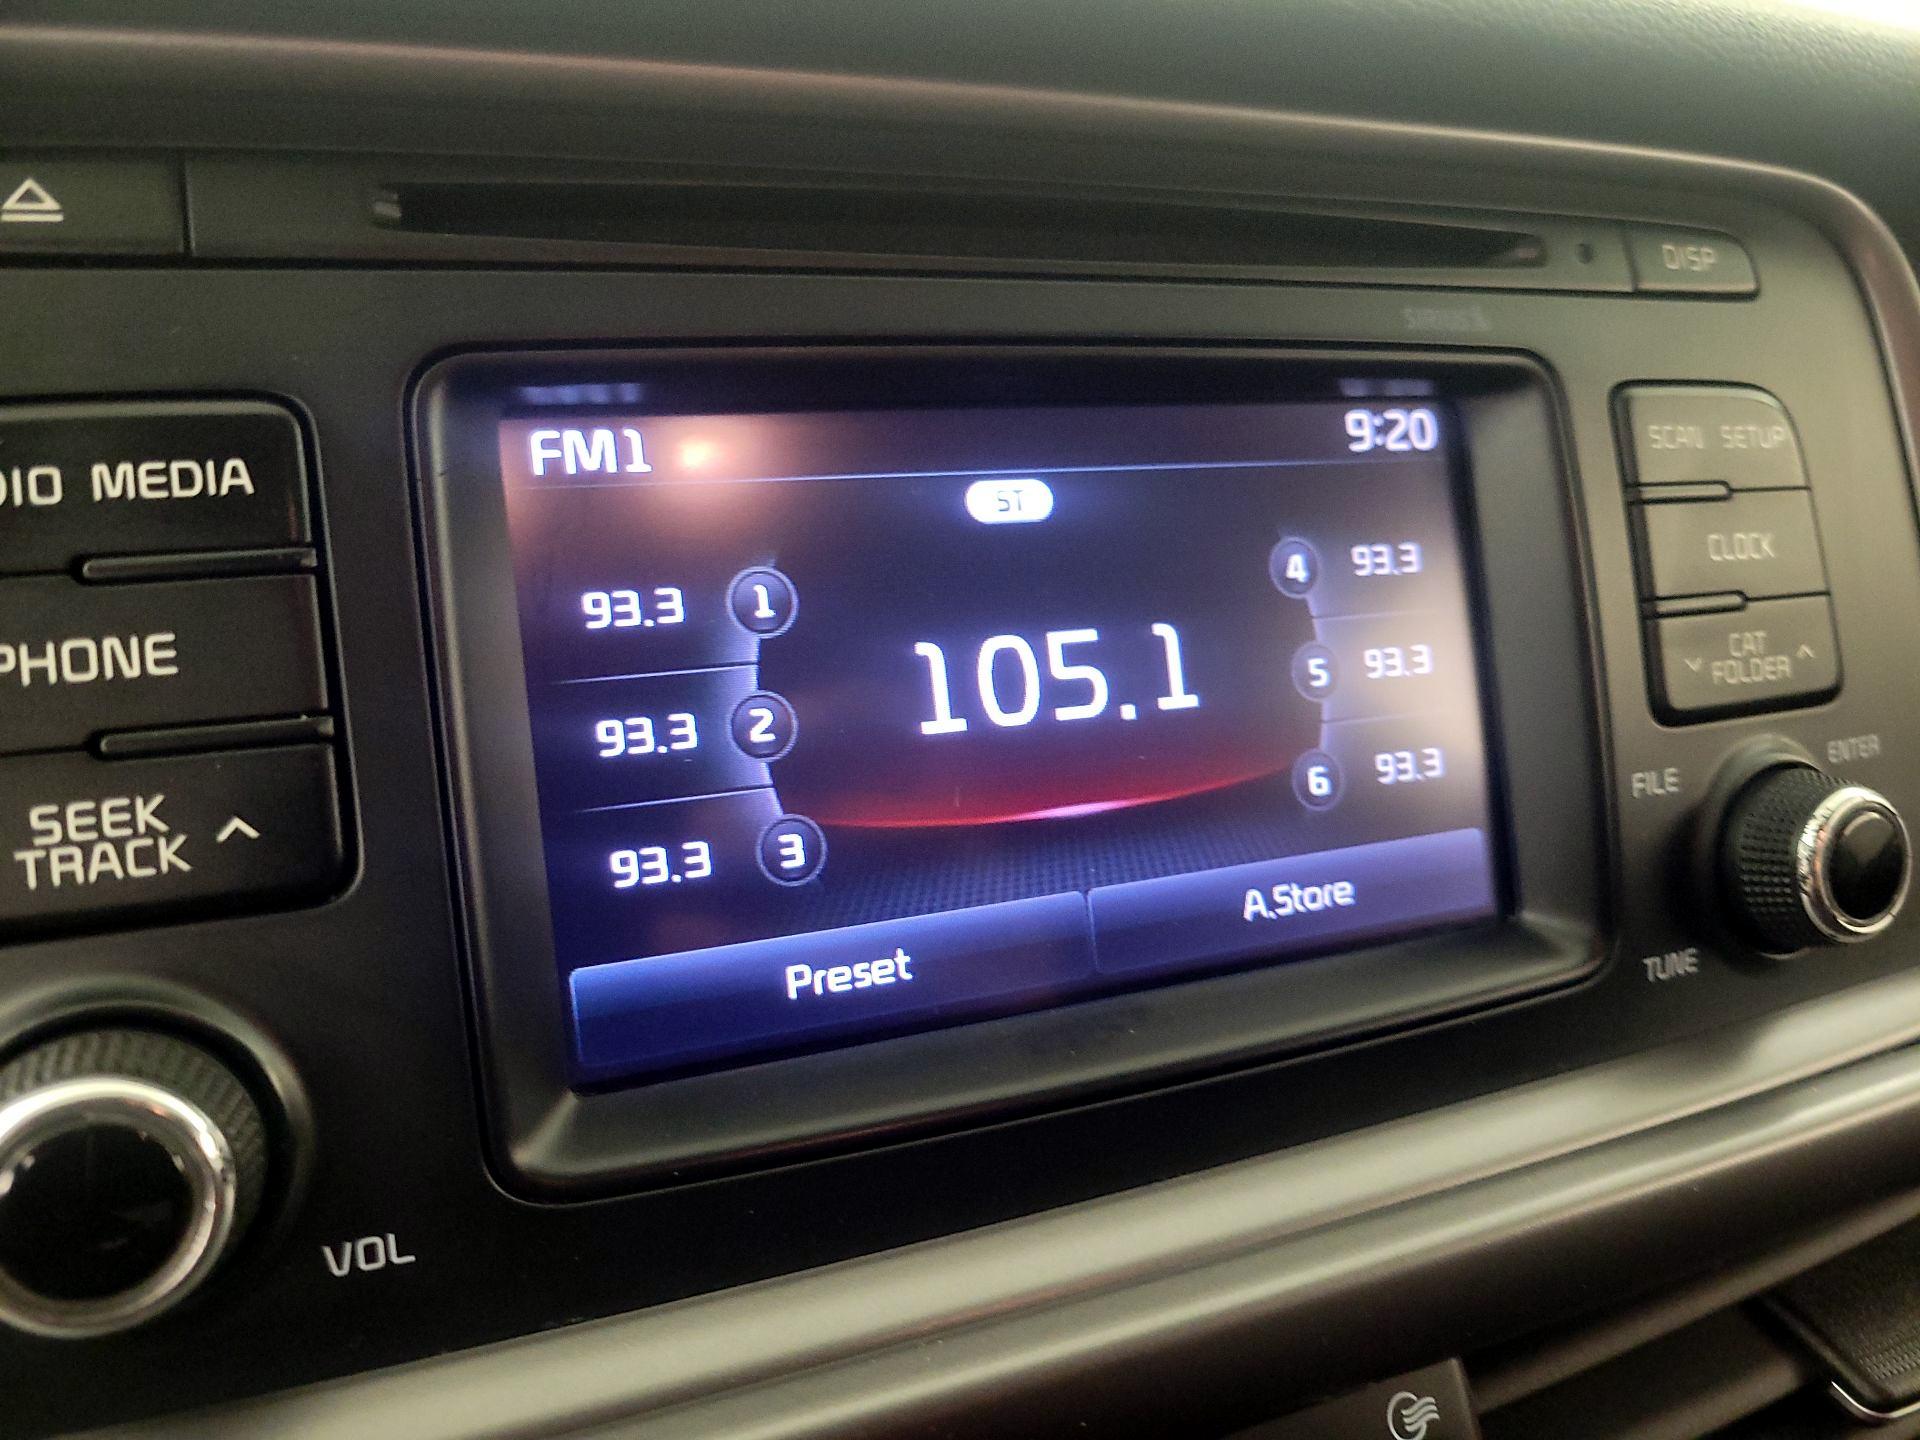 DISP
SIRIUS
FM1 9:20
ST
93.3 1
93.3 2
93.3 3
105.1
4 93.3
5 93.3
6 93.3
Preset A.Store
MEDIA
PHONE
SEEK
TRACK
VOL
SCAN SETUP
CLOCK
CAT
FOLDER
FILE ENTER
TUNE